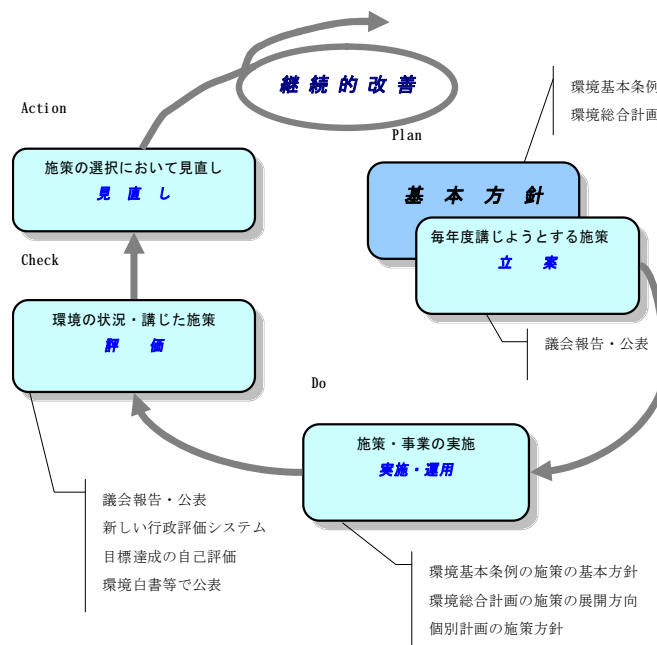 継続的改善
Action
Plan
環境基本条例
環境総合計画
施策の選択において見直し
見直し
基本方針
毎年度講じようとする施策
立案
Check
環境の状況・講じた施策
評価
議会報告・公表
Do
施策・事業の実施
実施・運用
議会報告・公表
新しい行政評価システム
目標達成の自己評価
環境白書等で公表
環境基本条例の施策の基本方針
環境総合計画の施策の展開方向
個別計画の施策方針